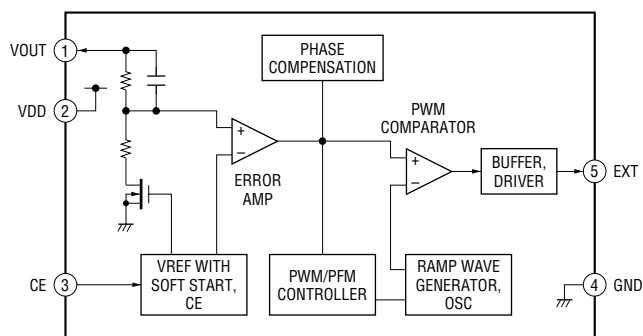 VOUT 1
VDD 2
CE 3
PHASE
COMPENSATION
+
−
ERROR
AMP
PWM
COMPARATOR
+
−
BUFFER,
DRIVER
5 EXT
4 GND
VREF WITH
SOFT START,
CE
PWM/PFM
CONTROLLER
RAMP WAVE
GENERATOR,
OSC